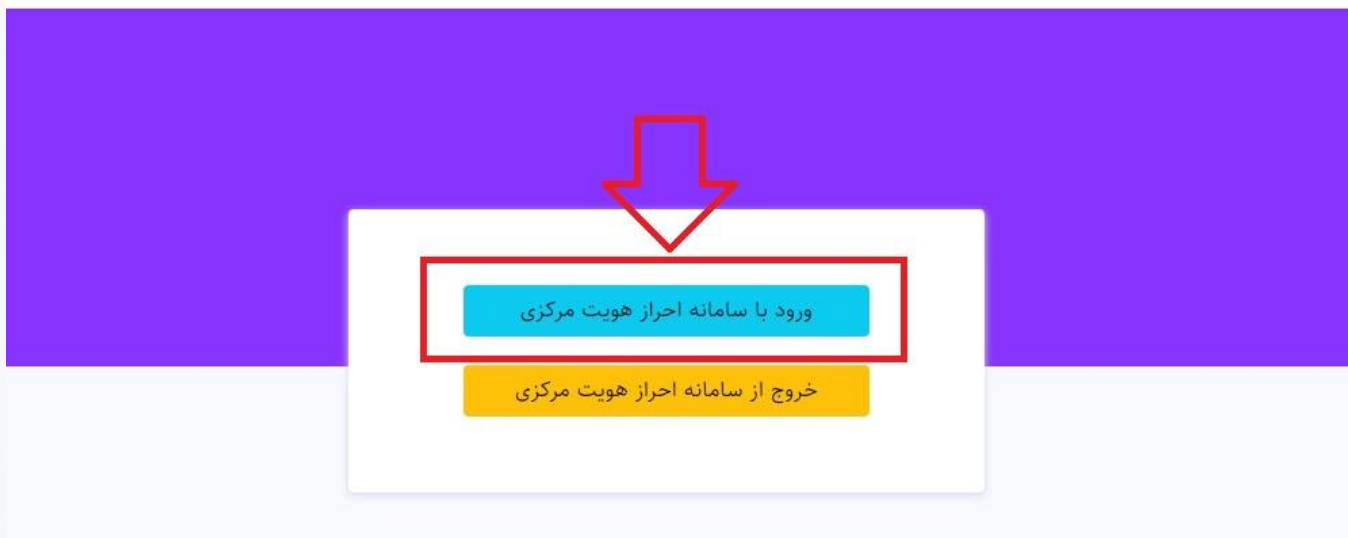 ورود با سامانه احراز هویت مرکزی
خروج از سامانه احراز هویت مرکزی